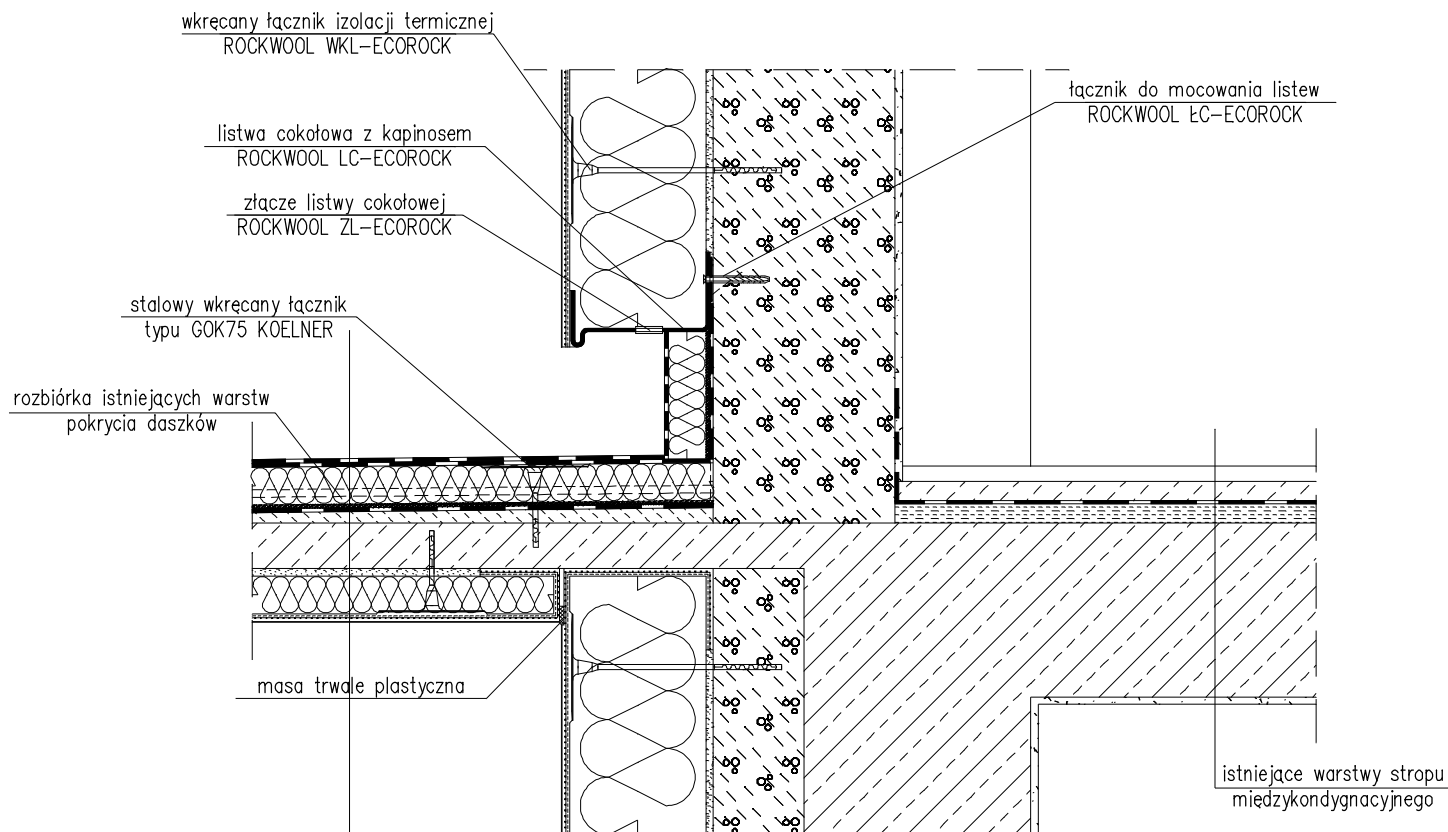 wkręcany łącznik izolacji termicznej
ROCKWOOL WKL-ECOROCK
łącznik do mocowania listew
ROCKWOOL ŁC-ECOROCK
listwa cokołowa z kapinosem
ROCKWOOL LC-ECOROCK
złącze listwy cokołowej
ROCKWOOL ZL-ECOROCK
stalowy wkręcany łącznik
typu GOK75 KOELNER
rozbiórka istniejących warstw
pokrycia daszków
masa trwale plastyczna
istniejące warstwy stropu
międzykondygnacyjnego